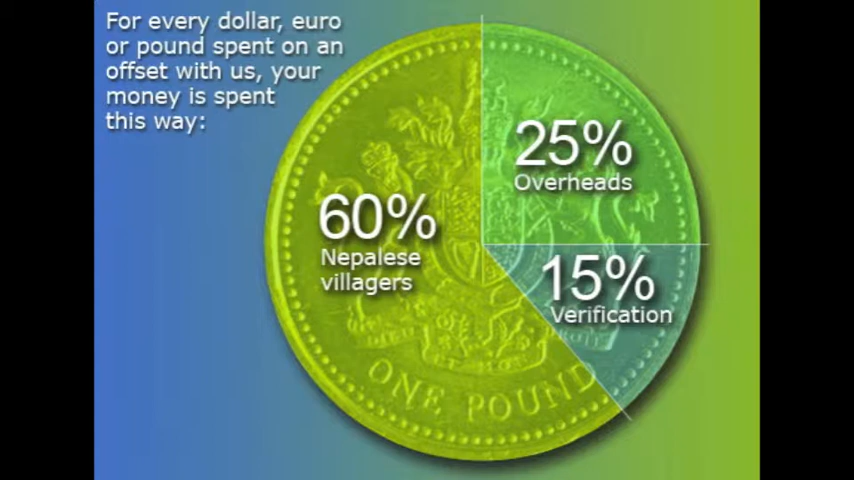 For every dollar, euro
or pound spent on an
offset with us, your
money is spent
this way:
25%
Overheads
60%
Nepalese
villagers
15%
Verification
ONE POUND